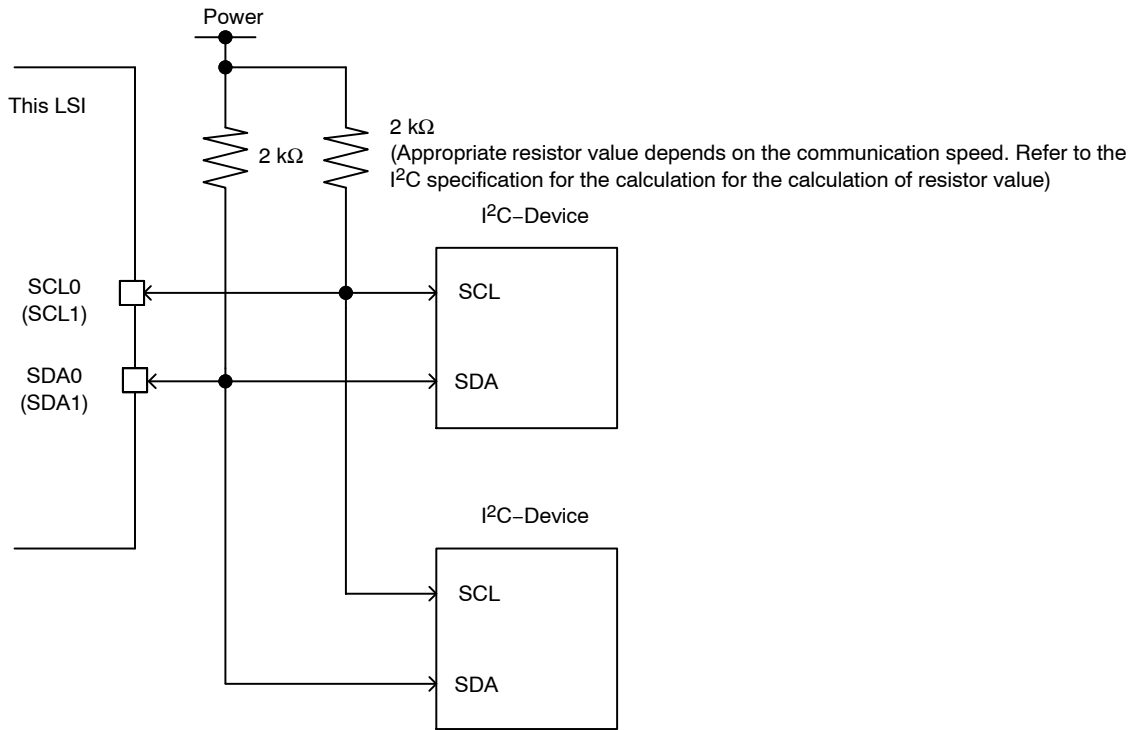 Power
This LSI
2 kΩ
2 kΩ
(Appropriate resistor value depends on the communication speed. Refer to the
I²C specification for the calculation for the calculation of resistor value)
I²C–Device
SCL0
(SCL1)
SCL
SDA0
(SDA1)
SDA
I²C–Device
SCL
SDA